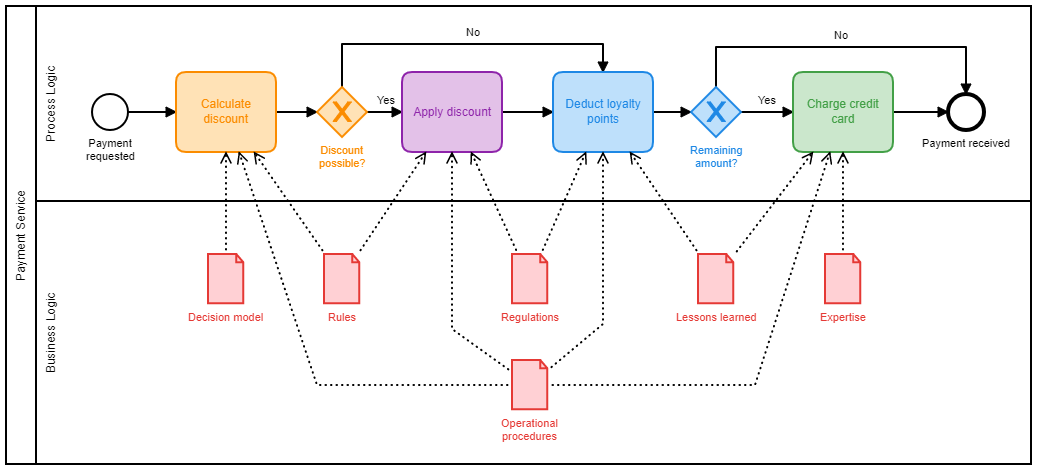 Payment Service
Process Logic
Payment
requested
Calculate
discount
Discount
possible?
No
Yes
Apply discount
Deduct loyalty
points
Remaining
amount?
No
Yes
Charge credit
card
Payment received
Business Logic
Decision model
Rules
Regulations
Lessons learned
Expertise
Operational
procedures